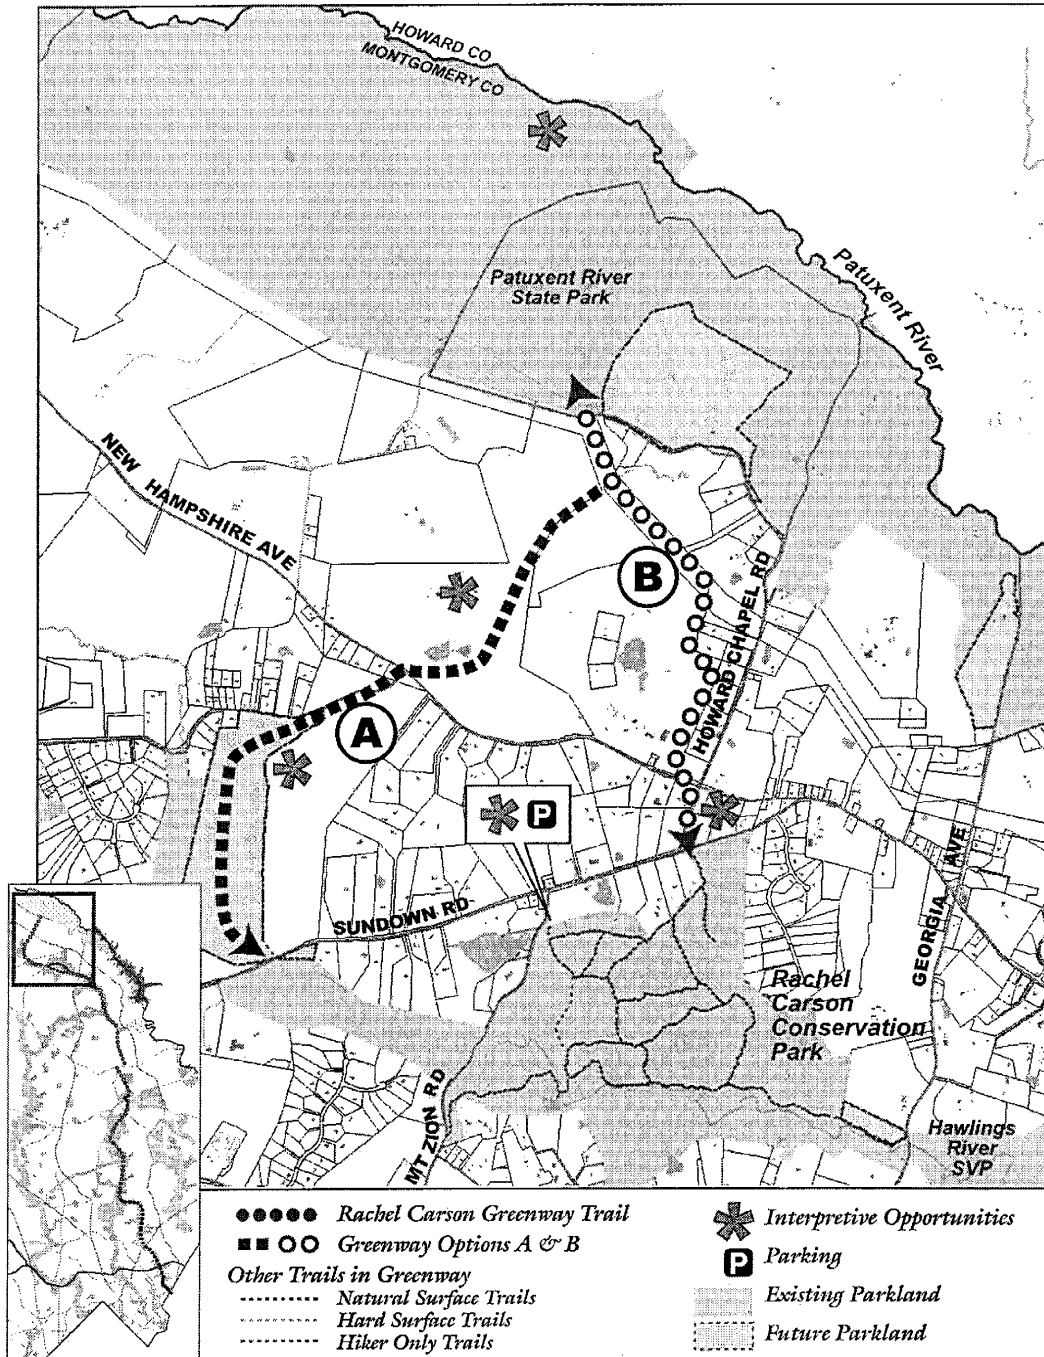 HOWARD CO
MONTGOMERY CO
Patuxent River
Patuxent River
State Park
NEW HAMPSHIRE AVE
B
HOWARD CHAPEL RD
A
P
SUNDOWN RD
GEORGIA AVE
Rachel
Carson
Conservation
Park
MT ZION RD
Hawlings
River
SVP
Rachel Carson Greenway Trail
Greenway Options A & B
Other Trails in Greenway
Natural Surface Trails
Hard Surface Trails
Hiker Only Trails
Interpretive Opportunities
P Parking
Existing Parkland
Future Parkland